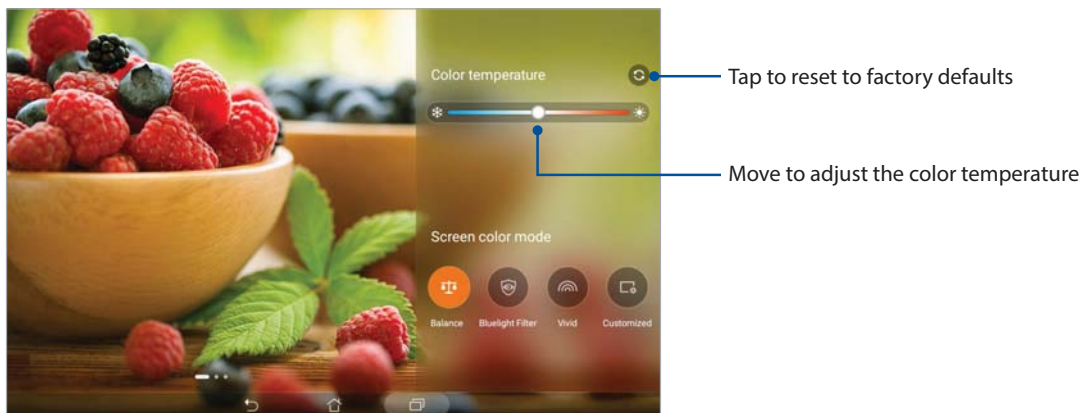 Color temperature
Tap to reset to factory defaults
Move to adjust the color temperature
Screen color mode
Balance
Bluelight Filter
Vivid
Customized